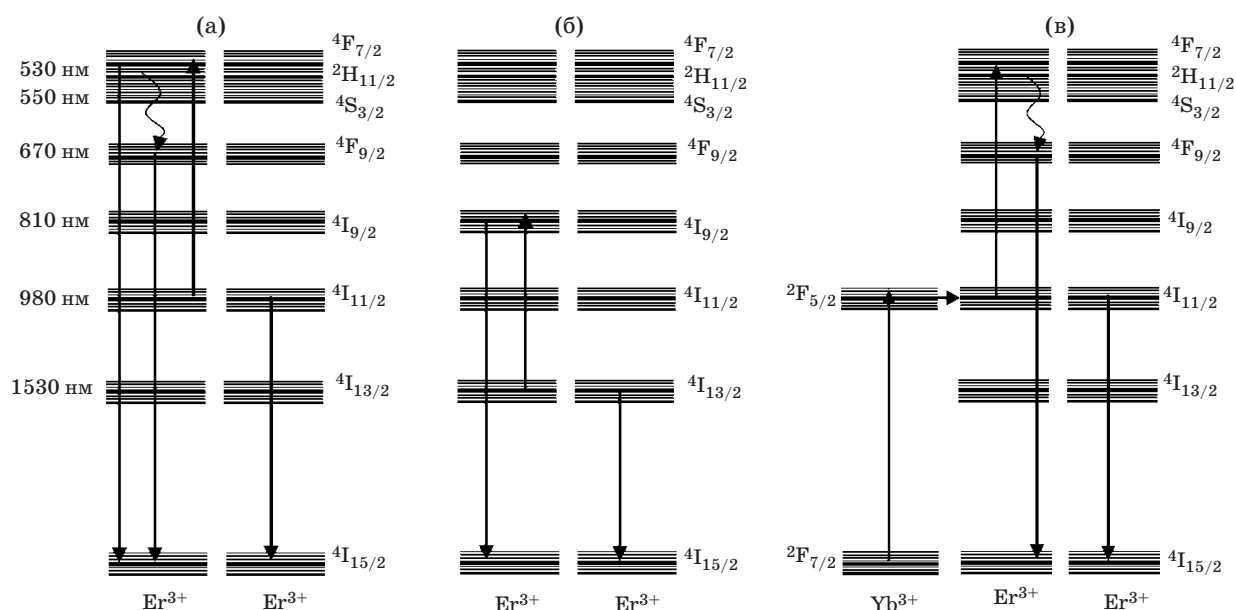 (а)
⁴F₇/₂
530 нм
²H₁₁/₂
550 нм
⁴S₃/₂
670 нм
⁴F₉/₂
810 нм
⁴I₉/₂
980 нм
⁴I₁₁/₂
1530 нм
⁴I₁₃/₂
⁴I₁₅/₂
Er³⁺ Er³⁺
(б)
⁴F₇/₂
²H₁₁/₂
⁴S₃/₂
⁴F₉/₂
⁴I₉/₂
⁴I₁₁/₂
⁴I₁₃/₂
⁴I₁₅/₂
Er³⁺ Er³⁺
(в)
⁴F₇/₂
²H₁₁/₂
⁴S₃/₂
⁴F₉/₂
⁴I₉/₂
²F₅/₂
⁴I₁₁/₂
⁴I₁₃/₂
²F₇/₂
⁴I₁₅/₂
Yb³⁺ Er³⁺ Er³⁺